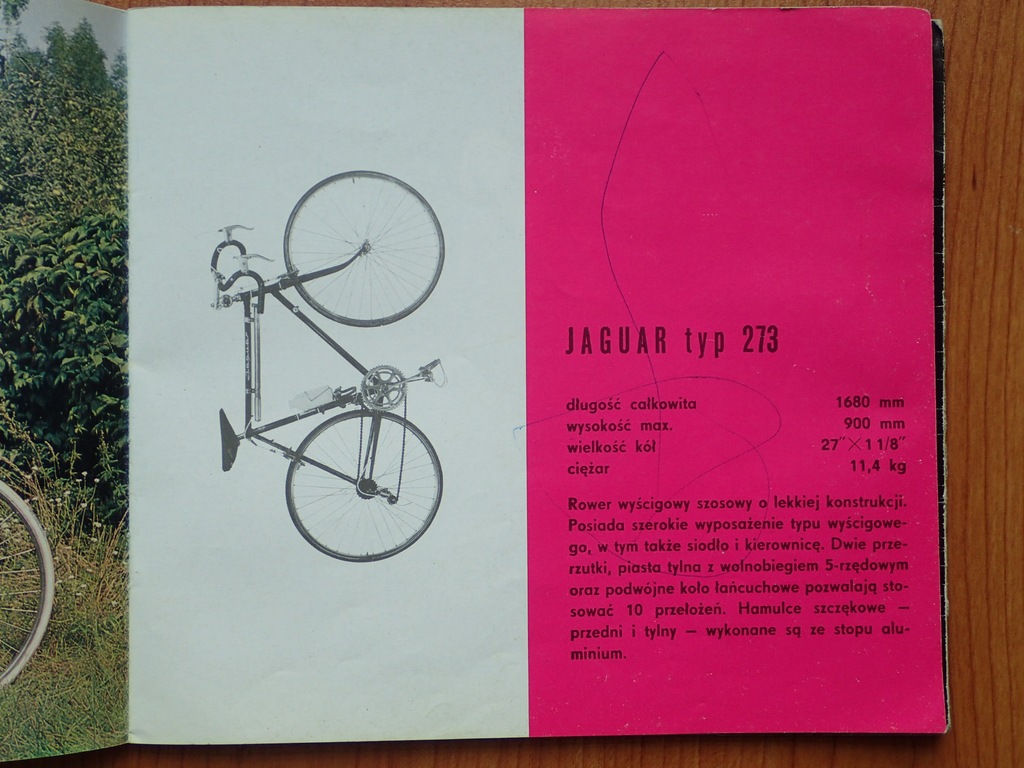 JAGUAR typ 273
długość całkowita 1680 mm
wysokość max. 900 mm
wielkość kół 27″×1 1/8″
ciężar 11,4 kg
Rower wyścigowy szosowy o lekkiej konstrukcji.
Posiada szerokie wyposażenie typu wyścigowe-
go, w tym także siodło i kierownicę. Dwie prze-
rzutki, piasta tylna z wolnobiegiem 5-rzędowym
oraz podwójne koło łańcuchowe pozwalają sto-
sować 10 przełożeń. Hamulce szczękowe —
przedni i tylny — wykonane są ze stopu alu-
minium.